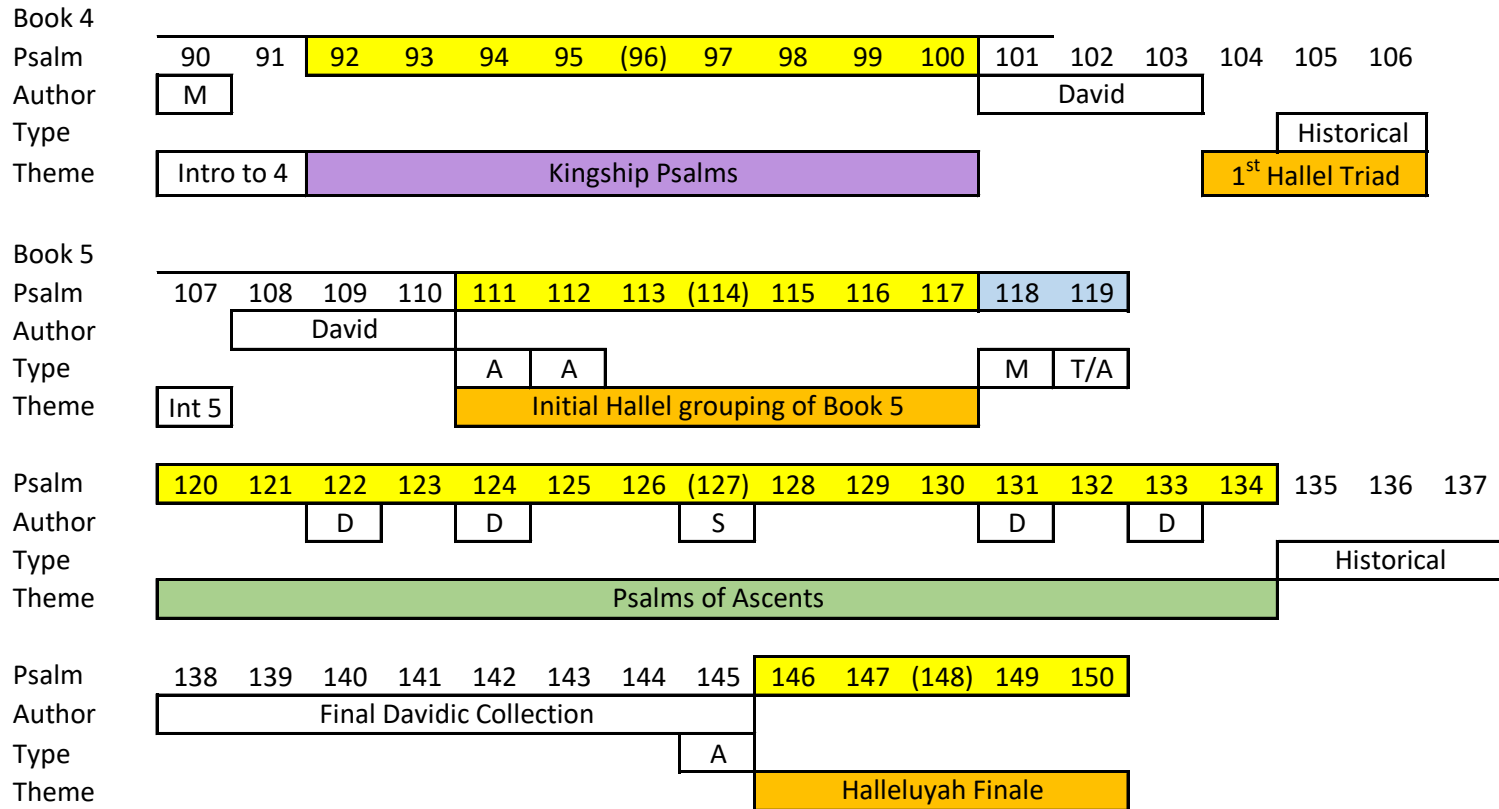 Book 4
Psalm 90 91 92 93 94 95 (96) 97 98 99 100 101 102 103 104 105 106
Author M David
Type Historical
Theme Intro to 4 Kingship Psalms 1st Hallel Triad
Book 5
Psalm 107 108 109 110 111 112 113 (114) 115 116 117 118 119
Author David
Type A A M T/A
Theme Int 5 Initial Hallel grouping of Book 5
Psalm 120 121 122 123 124 125 126 (127) 128 129 130 131 132 133 134 135 136 137
Author D D S D D
Type Historical
Theme Psalms of Ascents
Psalm 138 139 140 141 142 143 144 145 146 147 (148) 149 150
Author Final Davidic Collection
Type A
Theme Halleluyah Finale